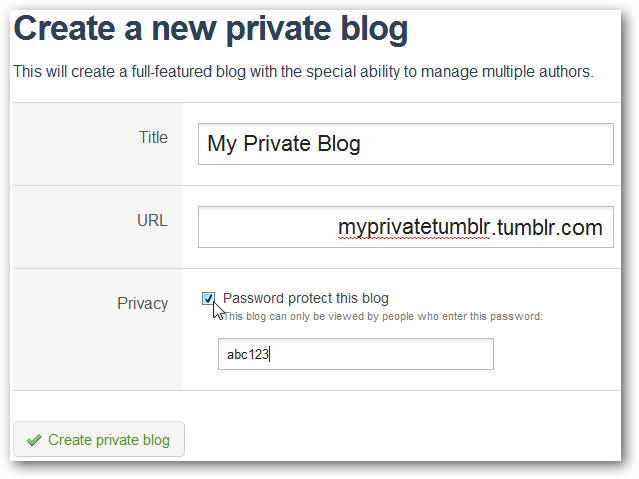 Create a new private blog
This will create a full-featured blog with the special ability to manage multiple authors.
Title
My Private Blog
URL
myprivatetumblr.tumblr.com
Privacy
Password protect this blog
This blog can only be viewed by people who enter this password:
abc123
Create private blog